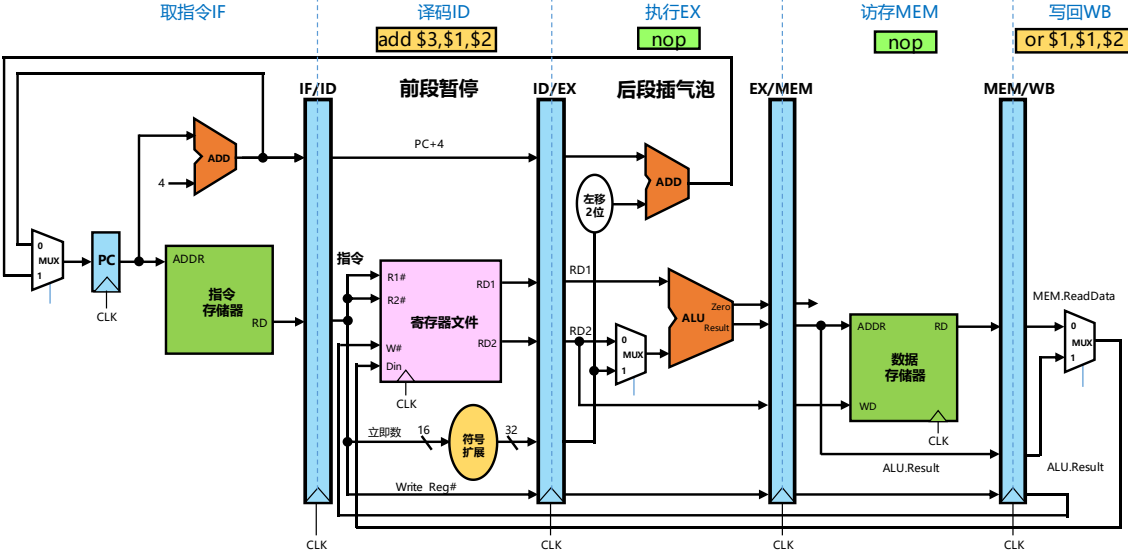 取指令IF
译码ID
执行EX
访存MEM
写回WB
add $3,$1,$2
nop
nop
or $1,$1,$2
IF/ID
前段暂停
ID/EX
后段插气泡
EX/MEM
MEM/WB
ADD
4
PC+4
ADD
左移
2位
0
MUX
1
PC
CLK
ADDR
指令
存储器
RD
指令
R1#
R2#
W#
Din
寄存器文件
RD1
RD2
CLK
RD1
RD2
0
MUX
1
ALU
Zero
Result
ADDR
RD
数据
存储器
WD
CLK
MEM.ReadData
0
MUX
1
立即数
16
符号
扩展
32
ALU.Result
ALU.Result
Write Reg#
CLK
CLK
CLK
CLK